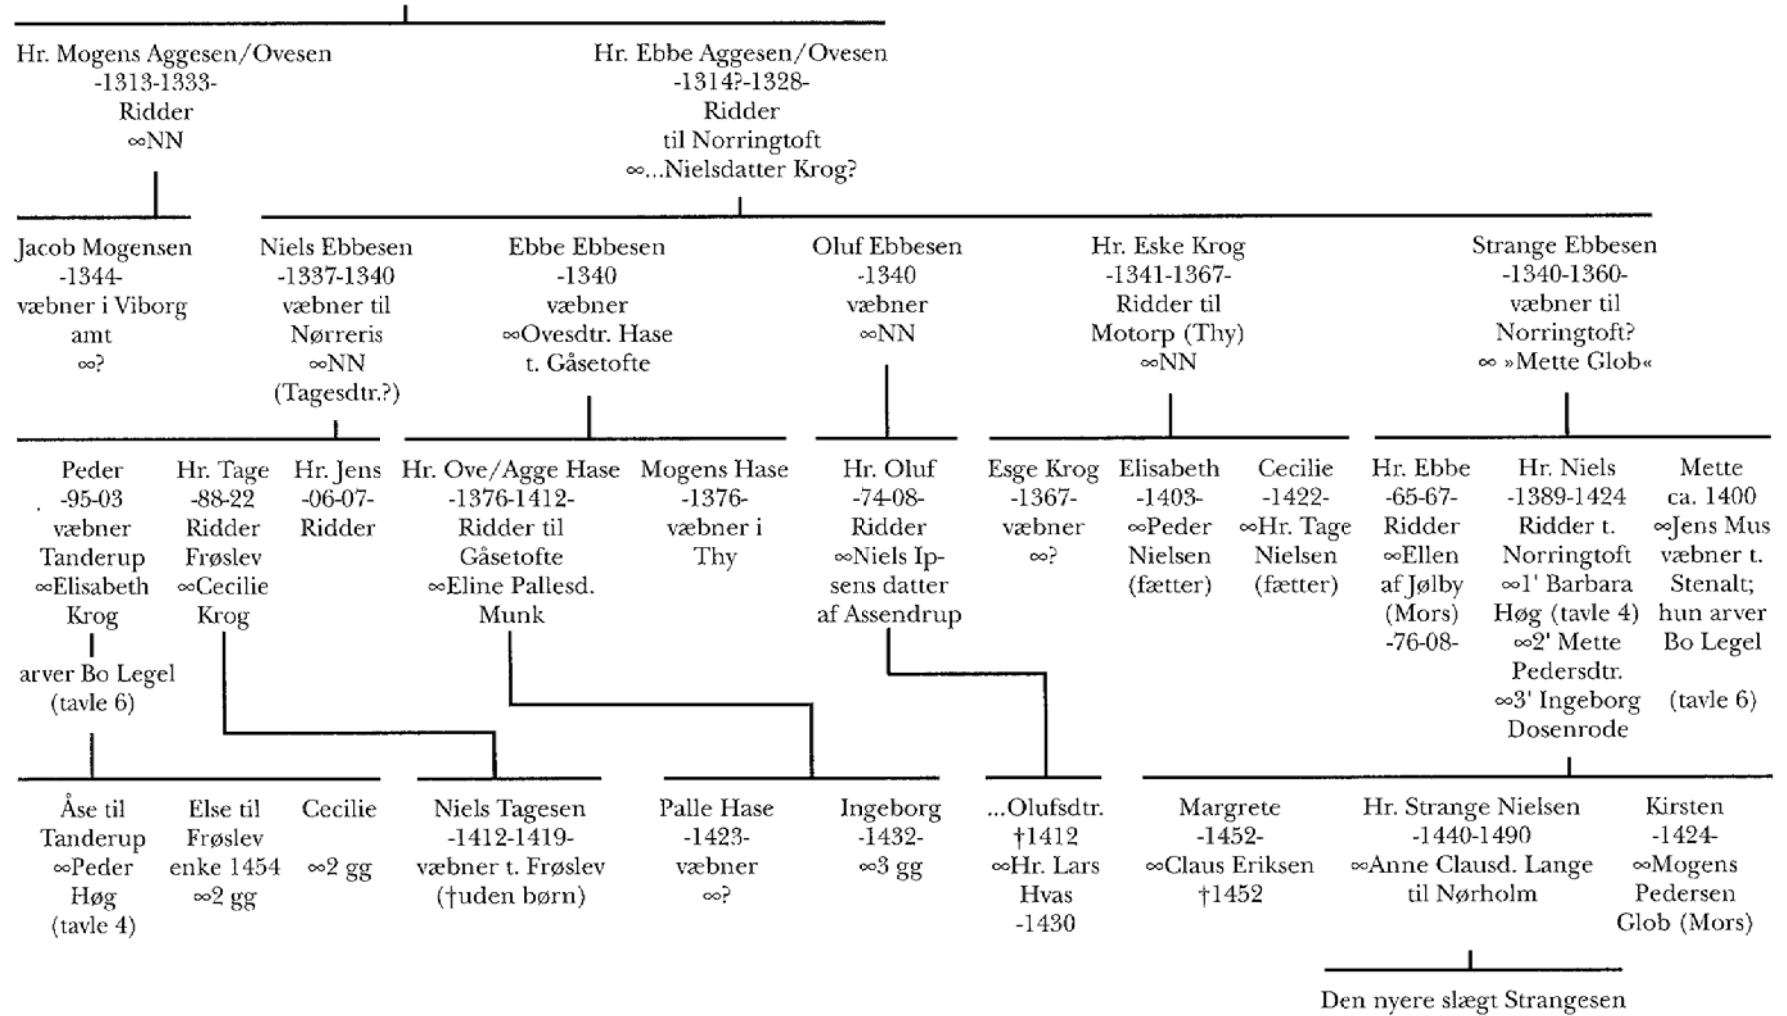 Hr. Mogens Aggesen/Ovesen
-1313-1333-
Ridder
∞NN
Hr. Ebbe Aggesen/Ovesen
-1314?-1328-
Ridder
til Norringtoft
∞...Nielsdatter Krog?
Jacob Mogensen
-1344-
væbner i Viborg
amt
∞?
Niels Ebbesen
-1337-1340
væbner til
Nørreris
∞NN
(Tagesdtr.?)
Ebbe Ebbesen
-1340
væbner
∞Ovesdtr. Hase
t. Gåsetofte
Oluf Ebbesen
-1340
væbner
∞NN
Hr. Eske Krog
-1341-1367-
Ridder til
Motorp (Thy)
∞NN
Strange Ebbesen
-1340-1360-
væbner til
Norringtoft?
∞ »Mette Glob«
Peder
-95-03
væbner
Tanderup
∞Elisabeth
Krog
arver Bo Legel
(tavle 6)
Hr. Tage
-88-22
Ridder
Frøslev
∞Cecilie
Krog
Hr. Jens
-06-07-
Ridder
Hr. Ove/Agge Hase
-1376-1412-
Ridder til
Gåsetofte
∞Eline Pallesd.
Munk
Mogens Hase
-1376-
væbner i
Thy
Hr. Oluf
-74-08-
Ridder
∞Niels Ip-
sens datter
af Assendrup
Esge Krog
-1367-
væbner
∞?
Elisabeth
-1403-
∞Peder
Nielsen
(fætter)
Cecilie
-1422-
∞Hr. Tage
Nielsen
(fætter)
Hr. Ebbe
-65-67-
Ridder
∞Ellen
af Jølby
(Mors)
-76-08-
Hr. Niels
-1389-1424
Ridder t.
Norringtoft
∞1' Barbara
Høg (tavle 4)
∞2' Mette
Pedersdtr.
∞3' Ingeborg
Dosenrode
Mette
ca. 1400
∞Jens Mus
væbner t.
Stenalt;
hun arver
Bo Legel
(tavle 6)
Åse til
Tanderup
∞Peder
Høg
(tavle 4)
Else til
Frøslev
enke 1454
∞2 gg
Cecilie
∞2 gg
Niels Tagesen
-1412-1419-
væbner t. Frøslev
(†uden børn)
Palle Hase
-1423-
væbner
∞?
Ingeborg
-1432-
∞3 gg
...Olufsdtr.
†1412
∞Hr. Lars
Hvas
-1430
Margrete
-1452-
∞Claus Eriksen
†1452
Hr. Strange Nielsen
-1440-1490
∞Anne Clausd. Lange
til Nørholm
Kirsten
-1424-
∞Mogens
Pedersen
Glob (Mors)
Den nyere slægt Strangesen